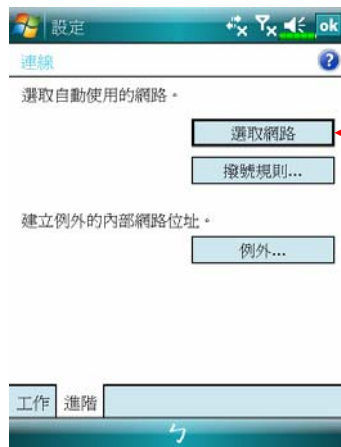 設定
ok
連線
?
選取自動使用的網路。
選取網路
撥號規則...
建立例外的內部網路位址。
例外...
工作 進階
ㄅ